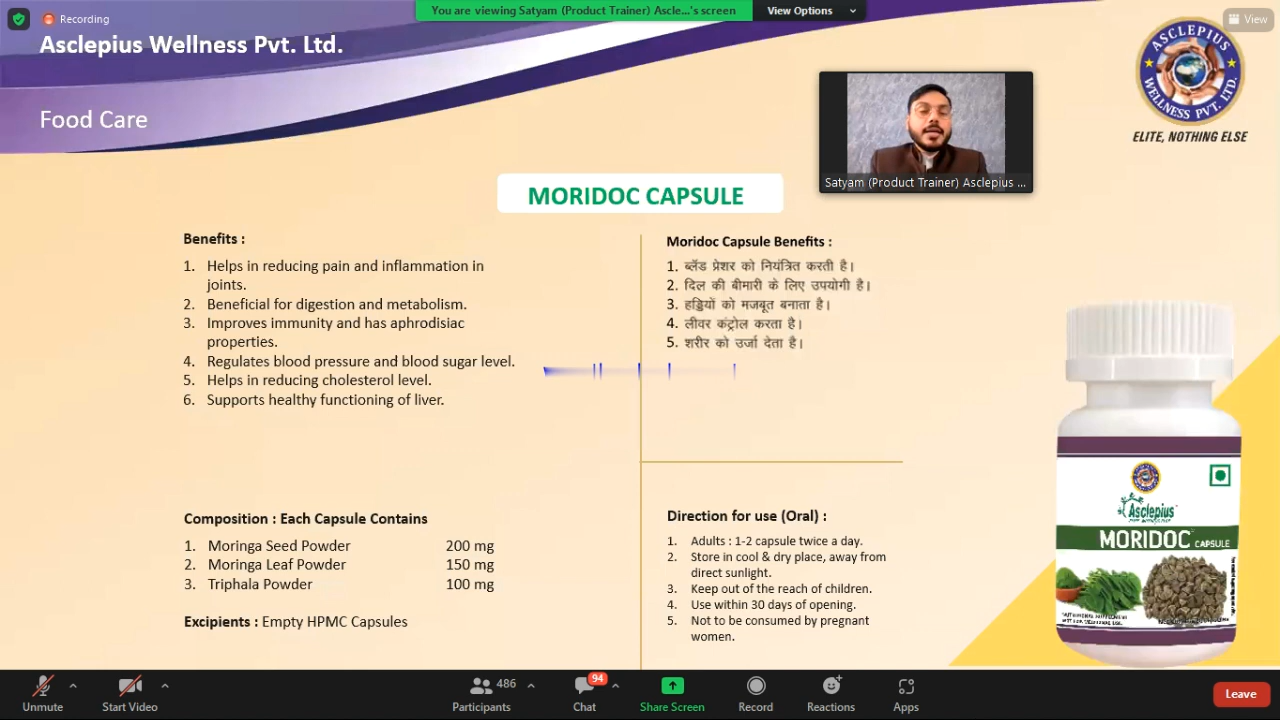 Recording
You are viewing Satyam (Product Trainer) Ascle...'s screen
View Options
View
Asclepius Wellness Pvt. Ltd.
Food Care
ASCLEPIUS
WELLNESS PVT. LTD.
ELITE, NOTHING ELSE
Satyam (Product Trainer) Asclepius ...
MORIDOC CAPSULE
Benefits :
1. Helps in reducing pain and inflammation in
joints.
2. Beneficial for digestion and metabolism.
3. Improves immunity and has aphrodisiac
properties.
4. Regulates blood pressure and blood sugar level.
5. Helps in reducing cholesterol level.
6. Supports healthy functioning of liver.
Moridoc Capsule Benefits :
1. ब्लॅड प्रेशर को नियंत्रित करती है।
2. दिल की बीमारी के लिए उपयोगी है।
3. हड्डियों को मजबूत बनाता है।
4. लीवर कंट्रोल करता है।
5. शरीर को उर्जा देता है।
Composition : Each Capsule Contains
1. Moringa Seed Powder 200 mg
2. Moringa Leaf Powder 150 mg
3. Triphala Powder 100 mg
Excipients : Empty HPMC Capsules
Direction for use (Oral) :
1. Adults : 1-2 capsule twice a day.
2. Store in cool & dry place, away from
direct sunlight.
3. Keep out of the reach of children.
4. Use within 30 days of opening.
5. Not to be consumed by pregnant
women.
Asclepius
MORIDOC CAPSULE
Unmute
Start Video
486
Participants
94
Chat
Share Screen
Record
Reactions
Apps
Leave